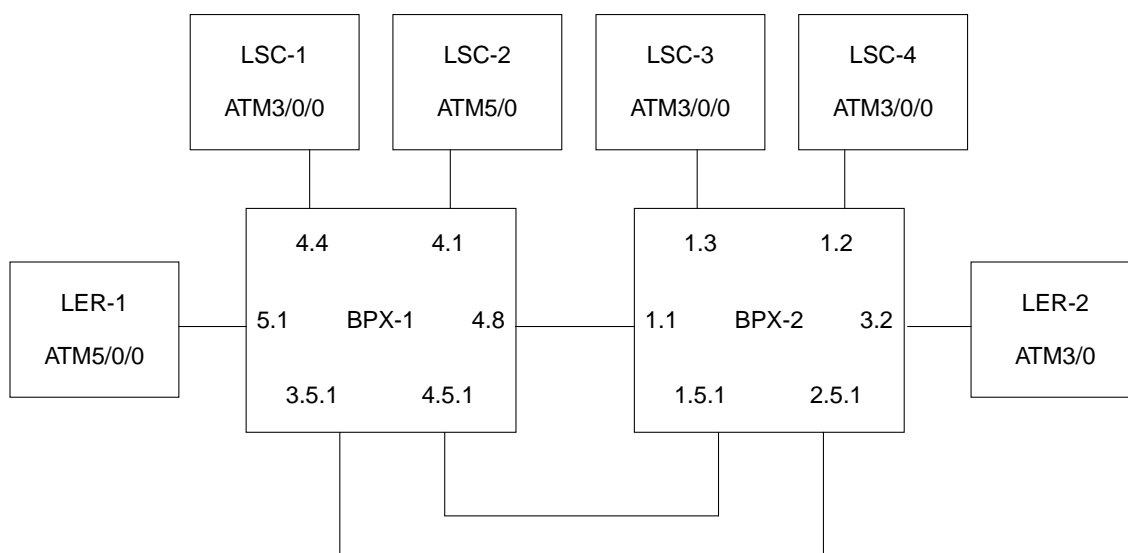 LSC-1
ATM3/0/0
LSC-2
ATM5/0
LSC-3
ATM3/0/0
LSC-4
ATM3/0/0
LER-1
ATM5/0/0
4.4 4.1
5.1 BPX-1 4.8
3.5.1 4.5.1
1.3 1.2
1.1 BPX-2 3.2
1.5.1 2.5.1
LER-2
ATM3/0